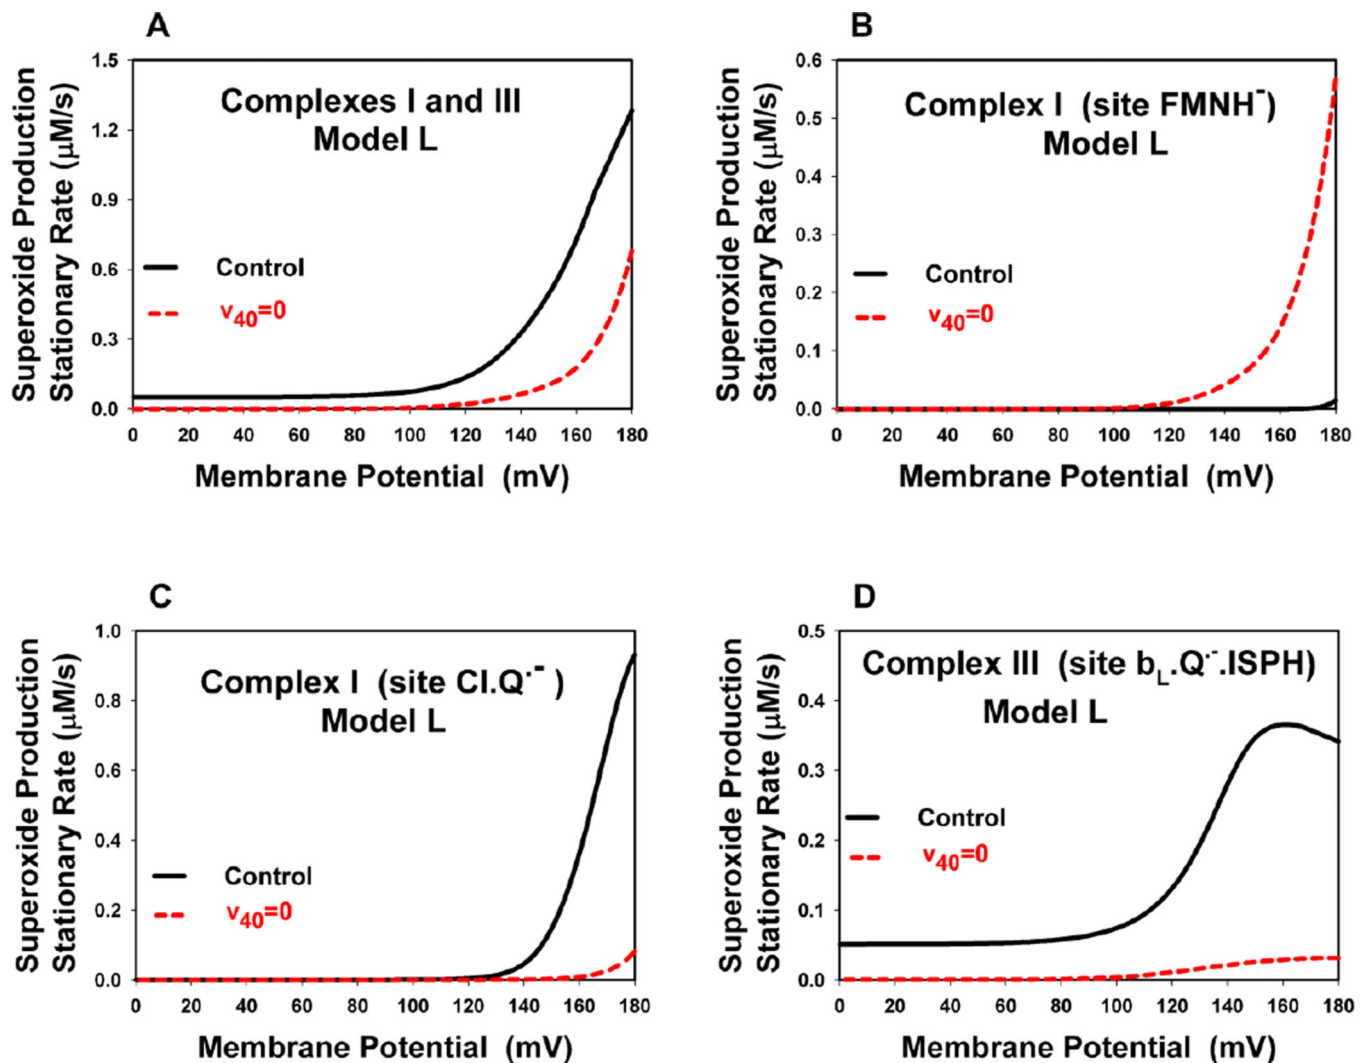 A
Superoxide Production
Stationary Rate (μM/s)
1.5
1.2
0.9
0.6
0.3
0.0
Complexes I and III
Model L
Control
v₄₀=0
0 20 40 60 80 100 120 140 160 180
Membrane Potential (mV)
B
Superoxide Production
Stationary Rate (μM/s)
0.6
0.5
0.4
0.3
0.2
0.1
0.0
Complex I (site FMNH⁻)
Model L
Control
v₄₀=0
0 20 40 60 80 100 120 140 160 180
Membrane Potential (mV)
C
Superoxide Production
Stationary Rate (μM/s)
1.0
0.8
0.6
0.4
0.2
0.0
Complex I (site CI.Q·⁻)
Model L
Control
v₄₀=0
0 20 40 60 80 100 120 140 160 180
Membrane Potential (mV)
D
Superoxide Production
Stationary Rate (μM/s)
0.5
0.4
0.3
0.2
0.1
0.0
Complex III (site b_L.Q·⁻.ISPH)
Model L
Control
v₄₀=0
0 20 40 60 80 100 120 140 160 180
Membrane Potential (mV)